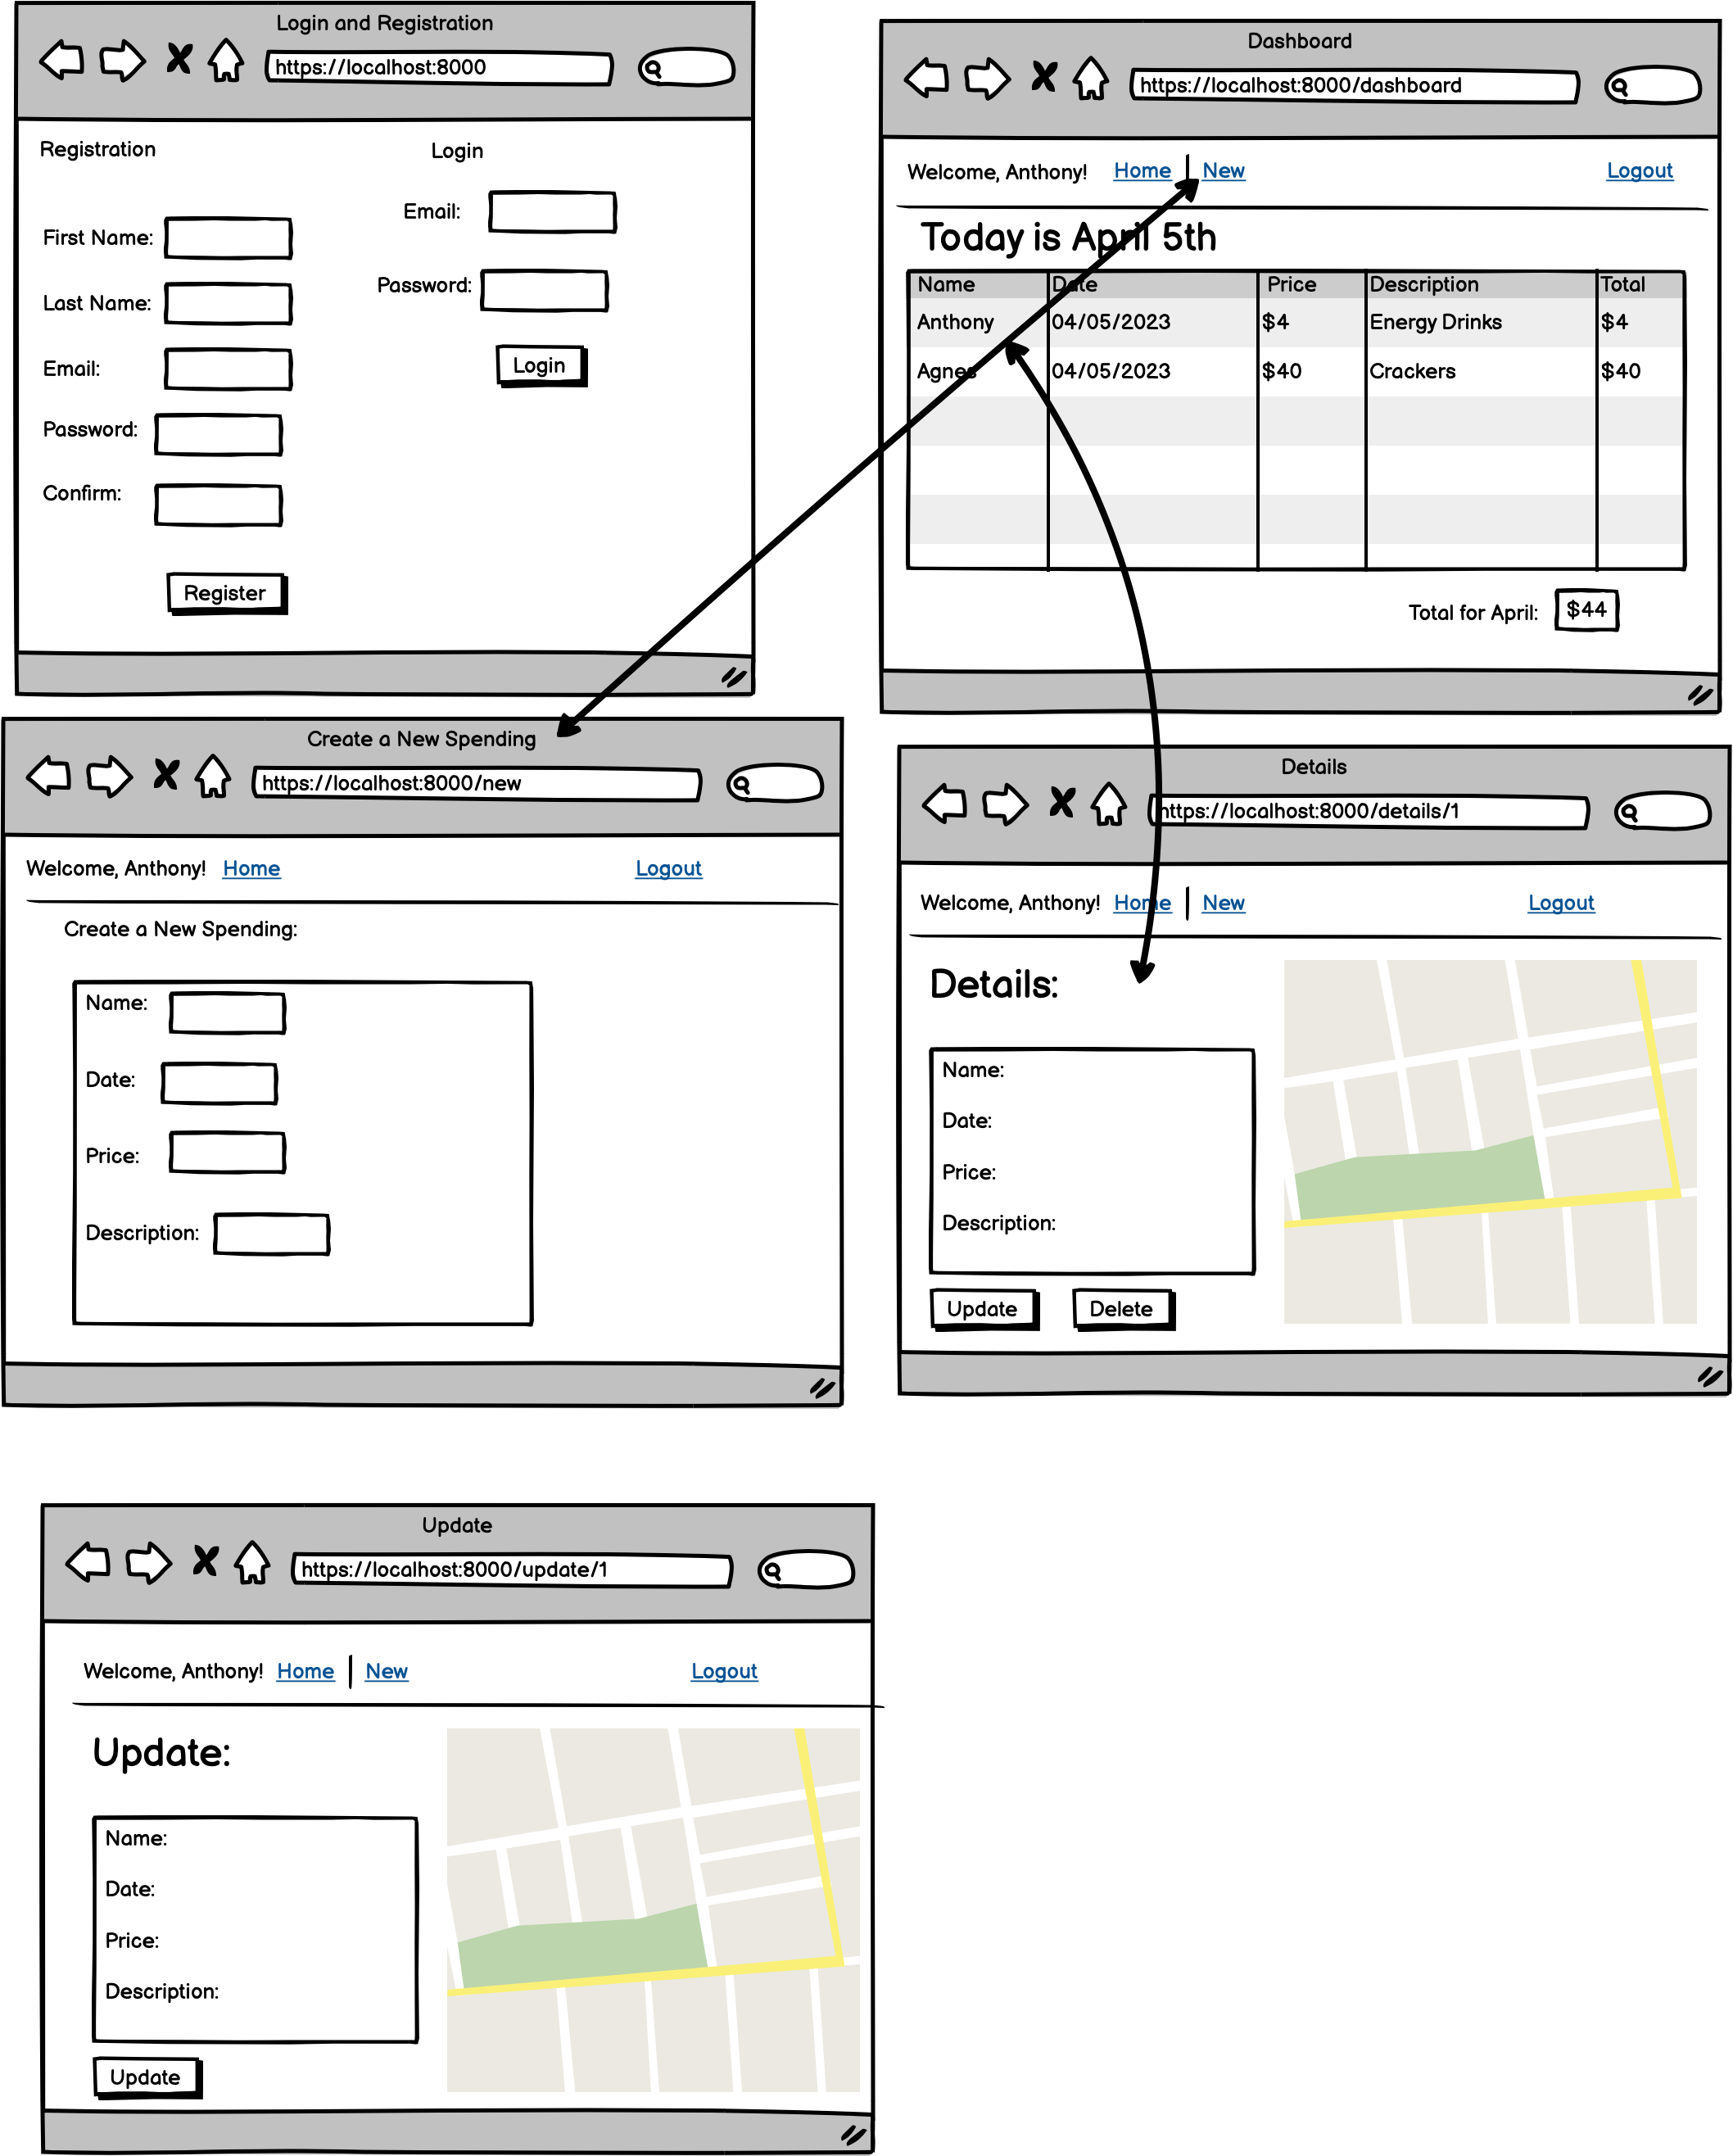 Login and Registration
https://localhost:8000
Registration
Login
First Name:
Last Name:
Email:
Password:
Confirm:
Register
Email:
Password:
Login
Dashboard
https://localhost:8000/dashboard
Welcome, Anthony! Home New Logout
Today is April 5th
Name Date Price Description Total
Anthony 04/05/2023 $4 Energy Drinks $4
Agnes 04/05/2023 $40 Crackers $40
Total for April: $44
Create a New Spending
https://localhost:8000/new
Welcome, Anthony! Home Logout
Create a New Spending:
Name:
Date:
Price:
Description:
Details
https://localhost:8000/details/1
Welcome, Anthony! Home New Logout
Details:
Name:
Date:
Price:
Description:
Update Delete
Update
https://localhost:8000/update/1
Welcome, Anthony! Home New Logout
Update:
Name:
Date:
Price:
Description:
Update